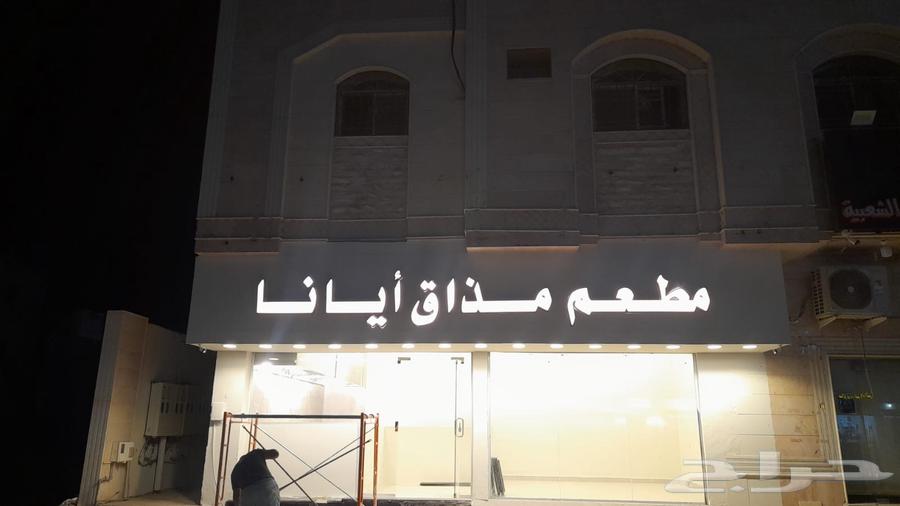 مطعم مذاق أيانا
الشعبية
حراج